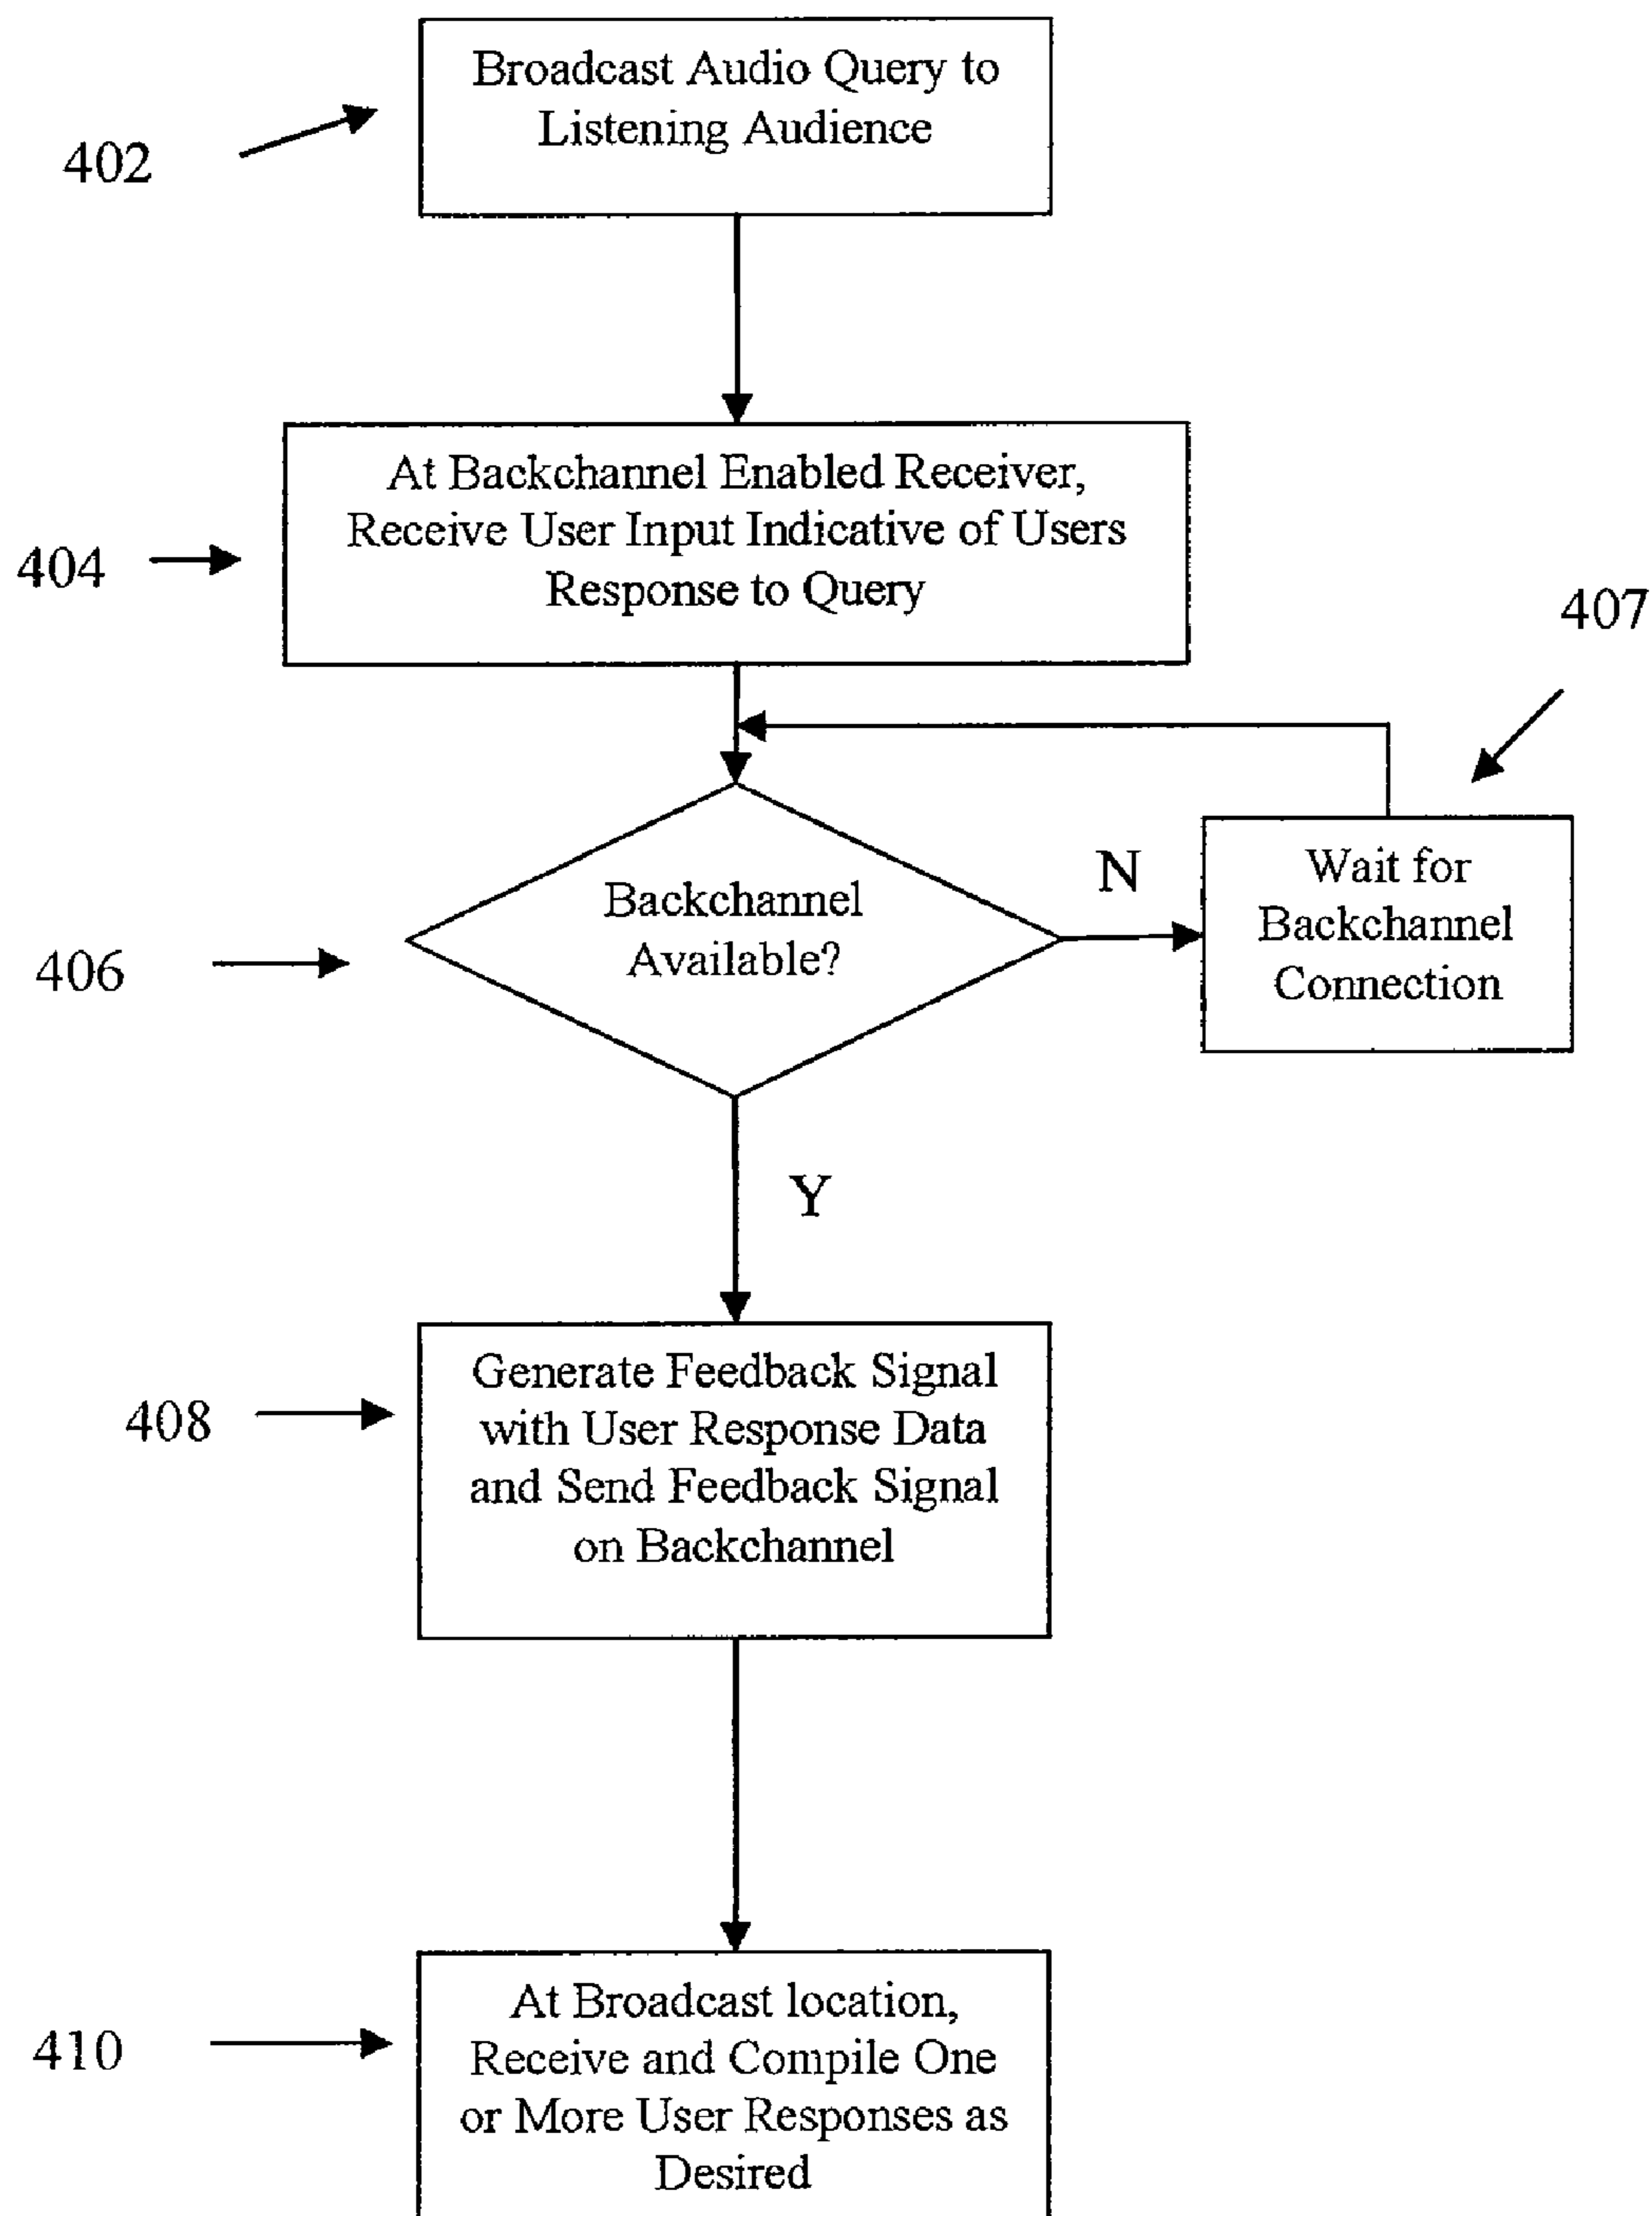 Broadcast Audio Query to
Listening Audience
402
At Backchannel Enabled Receiver,
Receive User Input Indicative of Users
Response to Query
404
407
Backchannel
Available?
406
N
Wait for
Backchannel
Connection
Y
Generate Feedback Signal
with User Response Data
and Send Feedback Signal
on Backchannel
408
At Broadcast location,
Receive and Compile One
or More User Responses as
Desired
410